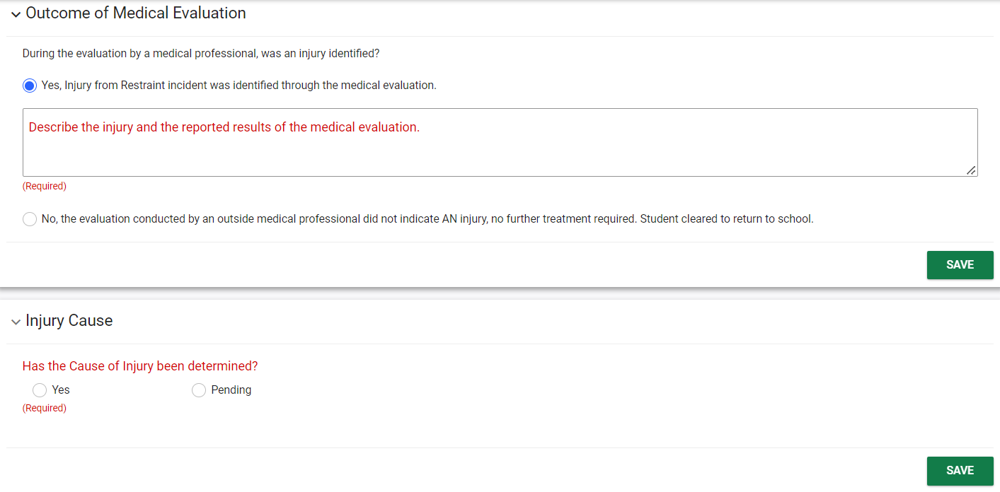 Outcome of Medical Evaluation
During the evaluation by a medical professional, was an injury identified?
Yes, Injury from Restraint incident was identified through the medical evaluation.
Describe the injury and the reported results of the medical evaluation.
(Required)
No, the evaluation conducted by an outside medical professional did not indicate AN injury, no further treatment required. Student cleared to return to school.
SAVE
Injury Cause
Has the Cause of Injury been determined?
Yes Pending
(Required)
SAVE